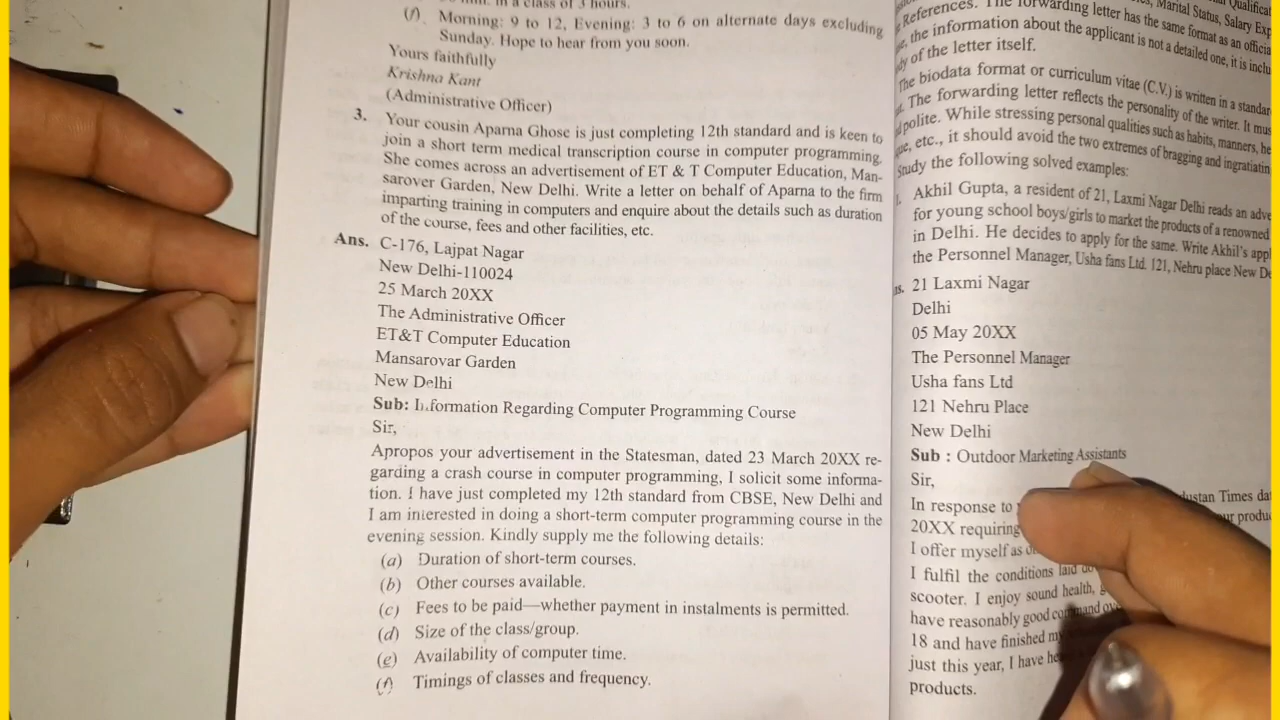 in a class of 3 hours.
(f) Morning: 9 to 12, Evening: 3 to 6 on alternate days excluding
Sunday. Hope to hear from you soon.
Yours faithfully
Krishna Kant
(Administrative Officer)
3. Your cousin Aparna Ghose is just completing 12th standard and is keen to
join a short term medical transcription course in computer programming.
She comes across an advertisement of ET & T Computer Education, Man-
sarover Garden, New Delhi. Write a letter on behalf of Aparna to the firm
imparting training in computers and enquire about the details such as duration
of the course, fees and other facilities, etc.
Ans. C-176, Lajpat Nagar
New Delhi-110024
25 March 20XX
The Administrative Officer
ET&T Computer Education
Mansarovar Garden
New Delhi
Sub: Information Regarding Computer Programming Course
Sir,
Apropos your advertisement in the Statesman, dated 23 March 20XX re-
garding a crash course in computer programming, I solicit some informa-
tion. I have just completed my 12th standard from CBSE, New Delhi and
I am interested in doing a short-term computer programming course in the
evening session. Kindly supply me the following details:
(a) Duration of short-term courses.
(b) Other courses available.
(c) Fees to be paid—whether payment in instalments is permitted.
(d) Size of the class/group.
(e) Availability of computer time.
(f) Timings of classes and frequency.
Marital Status, Salary
References. The forwarding letter has the same format as an
the information about the applicant is not a detailed one, it is
of the letter itself.
The biodata format or curriculum vitae (C.V.) is written in a
The forwarding letter reflects the personality of the writer. It
polite. While stressing personal qualities such as habits, manners,
etc., it should avoid the two extremes of bragging and
Study the following solved examples:
Akhil Gupta, a resident of 21, Laxmi Nagar Delhi reads an
for young school boys/girls to market the products of a renowned
in Delhi. He decides to apply for the same. Write Akhil's
the Personnel Manager, Usha fans Ltd. 121, Nehru place New
21 Laxmi Nagar
Delhi
05 May 20XX
The Personnel Manager
Usha fans Ltd
121 Nehru Place
New Delhi
Sub : Outdoor Marketing Assistants
Sir,
In response to Times
20XX requiring
I offer myself as
I fulfil the conditions laid
scooter. I enjoy sound health,
have reasonably good command
18 and have finished my
just this year, I have
products.